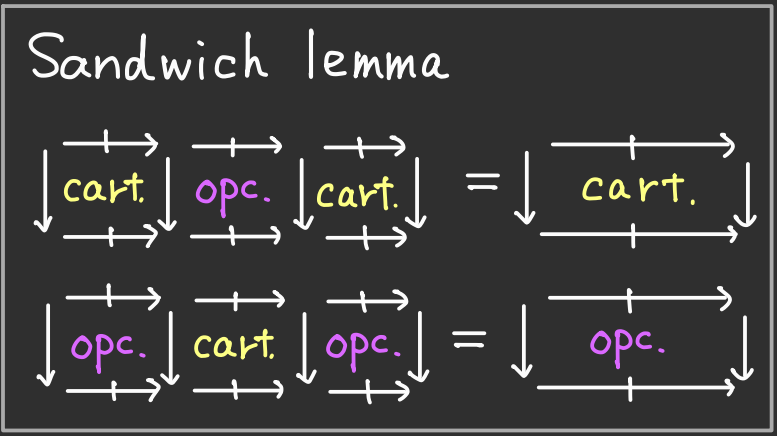 Sandwich lemma
cart. opc. cart. = cart.
opc. cart. opc. = opc.